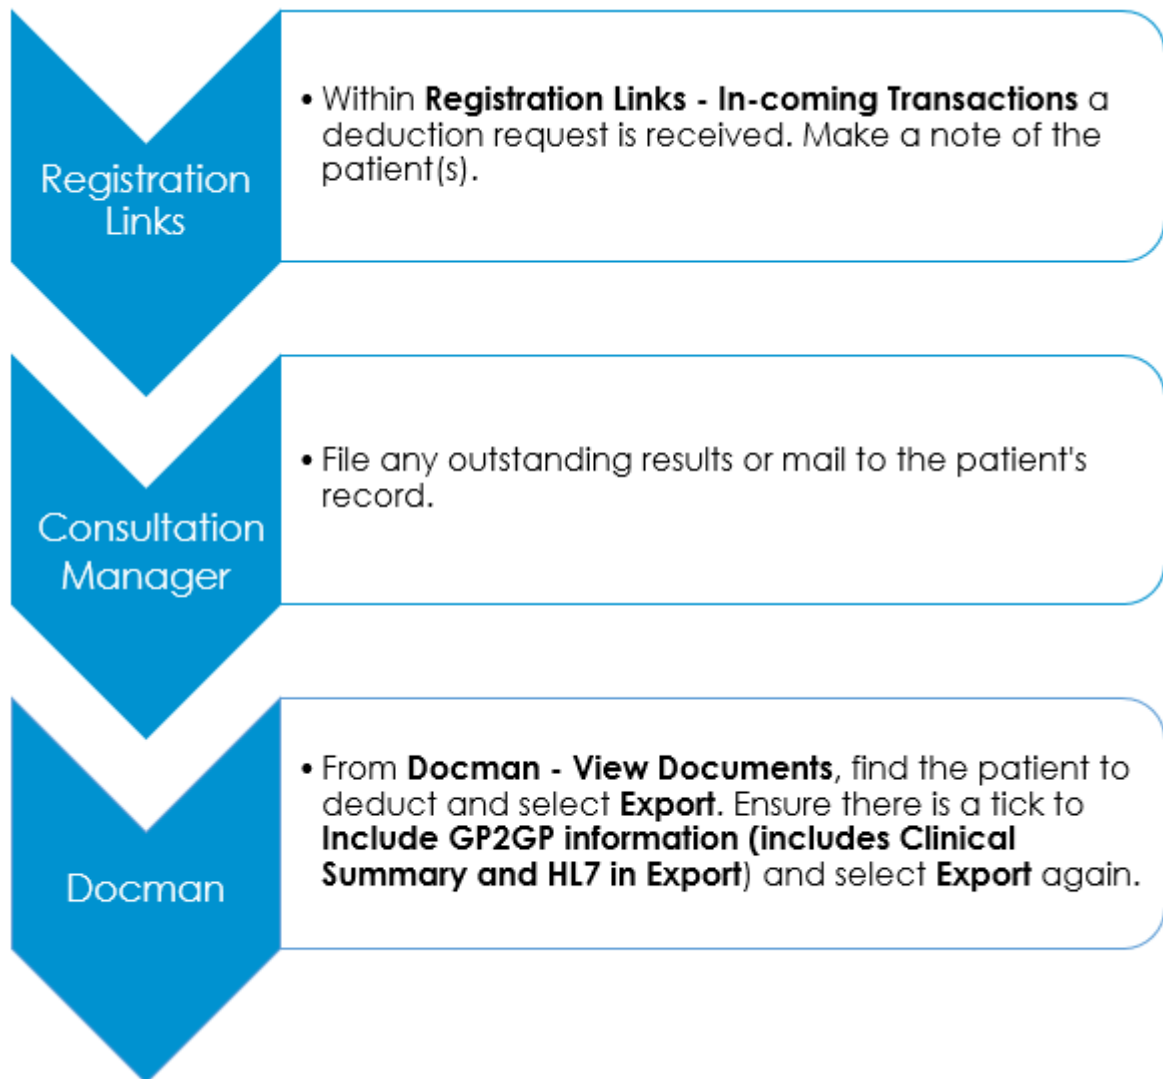 Registration
Links
• Within Registration Links - In-coming Transactions a
deduction request is received. Make a note of the
patient(s).
Consultation
Manager
• File any outstanding results or mail to the patient's
record.
Docman
• From Docman - View Documents, find the patient to
deduct and select Export. Ensure there is a tick to
Include GP2GP information (includes Clinical
Summary and HL7 in Export) and select Export again.